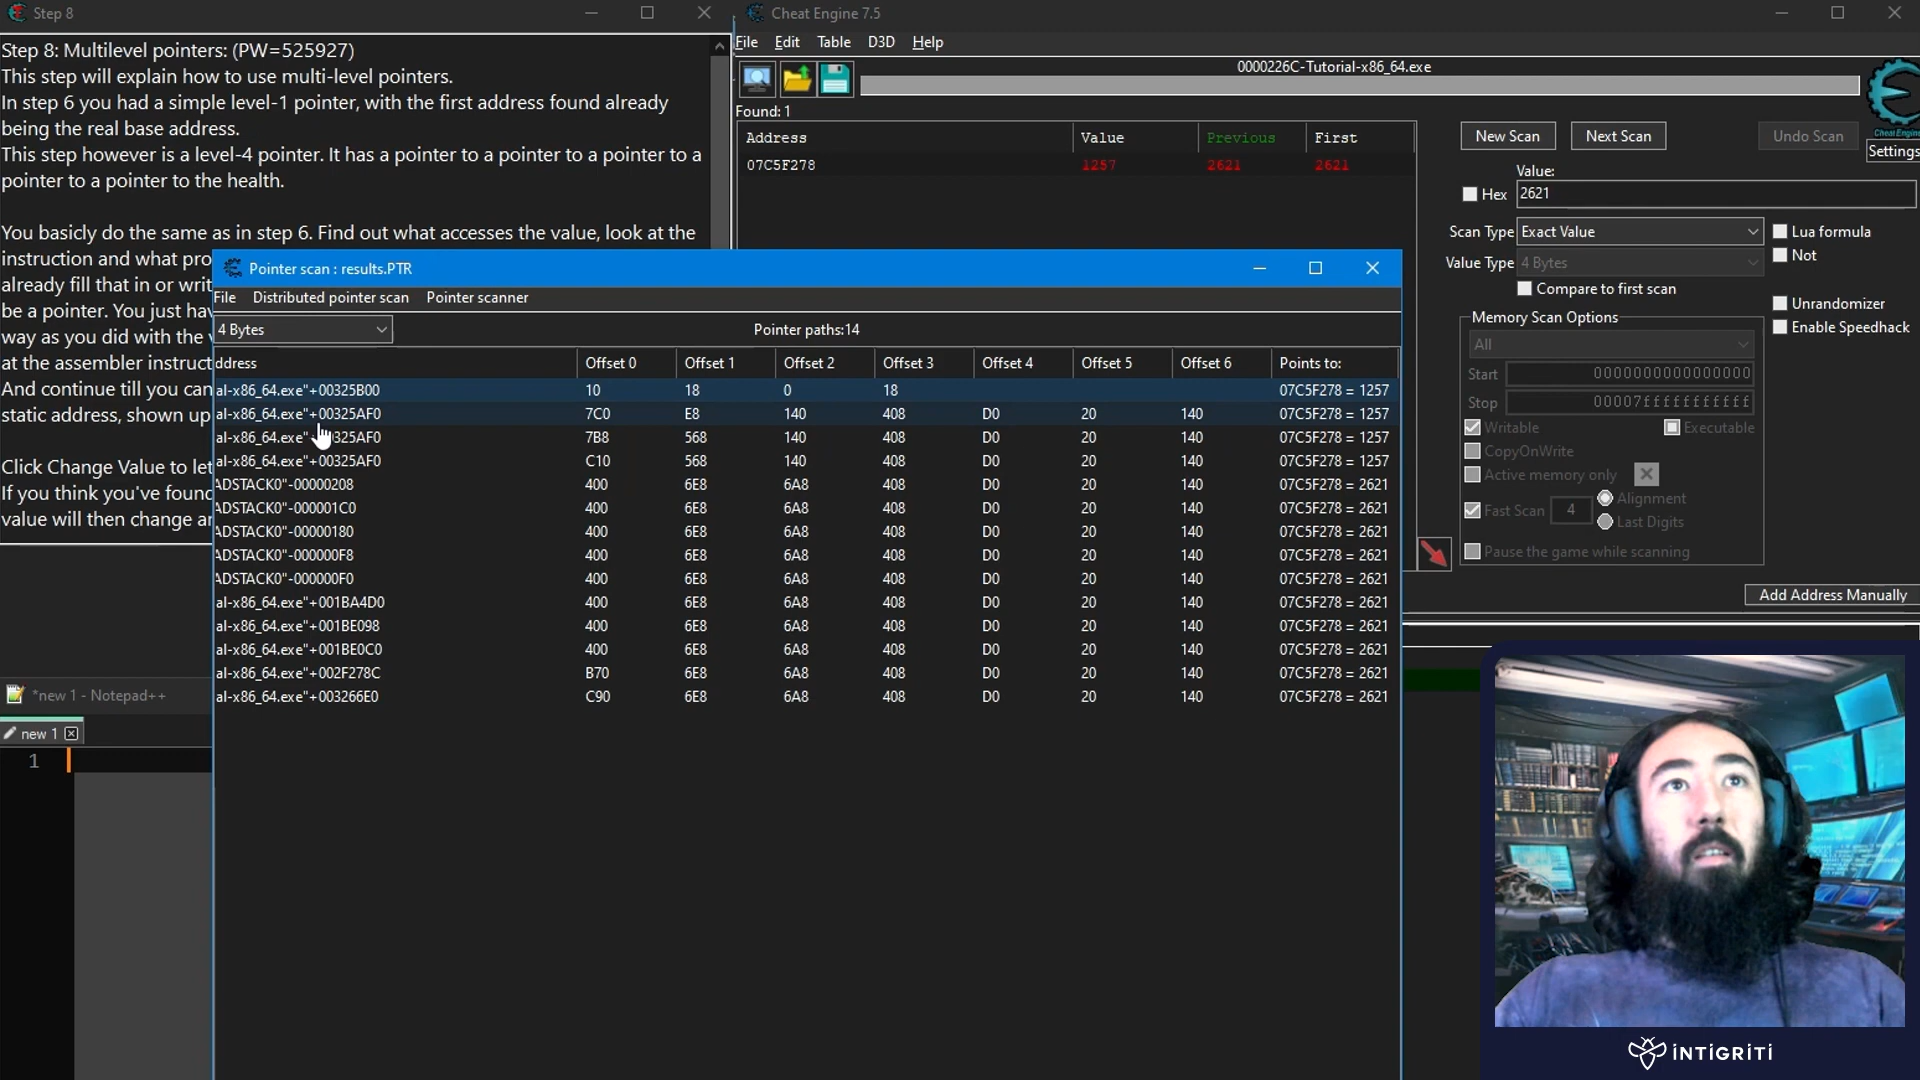 Step 8
Step 8: Multilevel pointers: (PW=525927)
This step will explain how to use multi-level pointers.
In step 6 you had a simple level-1 pointer, with the first address found already
being the real base address.
This step however is a level-4 pointer. It has a pointer to a pointer to a pointer to a
pointer to a pointer to the health.
You basicly do the same as in step 6. Find out what accesses the value, look at the
instruction and what pro
already fill that in or writ
be a pointer. You just hav
way as you did with the
at the assembler instruct
And continue till you can
static address, shown up
Click Change Value to let
If you think you've found
value will then change an
Cheat Engine 7.5
File Edit Table D3D Help
0000226C-Tutorial-x86_64.exe
Found: 1
Address Value Previous First
07C5F278 1257 2621 2621
New Scan Next Scan Undo Scan
Cheat Engine
Settings
Value:
Hex 2621
Scan Type Exact Value
Lua formula
Value Type 4 Bytes
Not
Compare to first scan
Memory Scan Options
Unrandomizer
Enable Speedhack
All
Start 0000000000000000
Stop 00007fffffffffff
Writable Executable
CopyOnWrite
Active memory only
Fast Scan 4 Alignment
Last Digits
Pause the game while scanning
Add Address Manually
Pointer scan : results.PTR
File Distributed pointer scan Pointer scanner
4 Bytes Pointer paths:14
ddress Offset 0 Offset 1 Offset 2 Offset 3 Offset 4 Offset 5 Offset 6 Points to:
al-x86_64.exe"+00325B00 10 18 0 18 07C5F278 = 1257
al-x86_64.exe"+00325AF0 7C0 E8 140 408 D0 20 140 07C5F278 = 1257
al-x86_64.exe"+00325AF0 7B8 568 140 408 D0 20 140 07C5F278 = 1257
al-x86_64.exe"+00325AF0 C10 568 140 408 D0 20 140 07C5F278 = 1257
ADSTACK0"-00000208 400 6E8 6A8 408 D0 20 140 07C5F278 = 2621
ADSTACK0"-000001C0 400 6E8 6A8 408 D0 20 140 07C5F278 = 2621
ADSTACK0"-00000180 400 6E8 6A8 408 D0 20 140 07C5F278 = 2621
ADSTACK0"-000000F8 400 6E8 6A8 408 D0 20 140 07C5F278 = 2621
ADSTACK0"-000000F0 400 6E8 6A8 408 D0 20 140 07C5F278 = 2621
al-x86_64.exe"+001BA4D0 400 6E8 6A8 408 D0 20 140 07C5F278 = 2621
al-x86_64.exe"+001BE098 400 6E8 6A8 408 D0 20 140 07C5F278 = 2621
al-x86_64.exe"+001BE0C0 400 6E8 6A8 408 D0 20 140 07C5F278 = 2621
al-x86_64.exe"+002F278C B70 6E8 6A8 408 D0 20 140 07C5F278 = 2621
al-x86_64.exe"+003266E0 C90 6E8 6A8 408 D0 20 140 07C5F278 = 2621
*new 1 - Notepad++
new 1
1
INTIGRITI